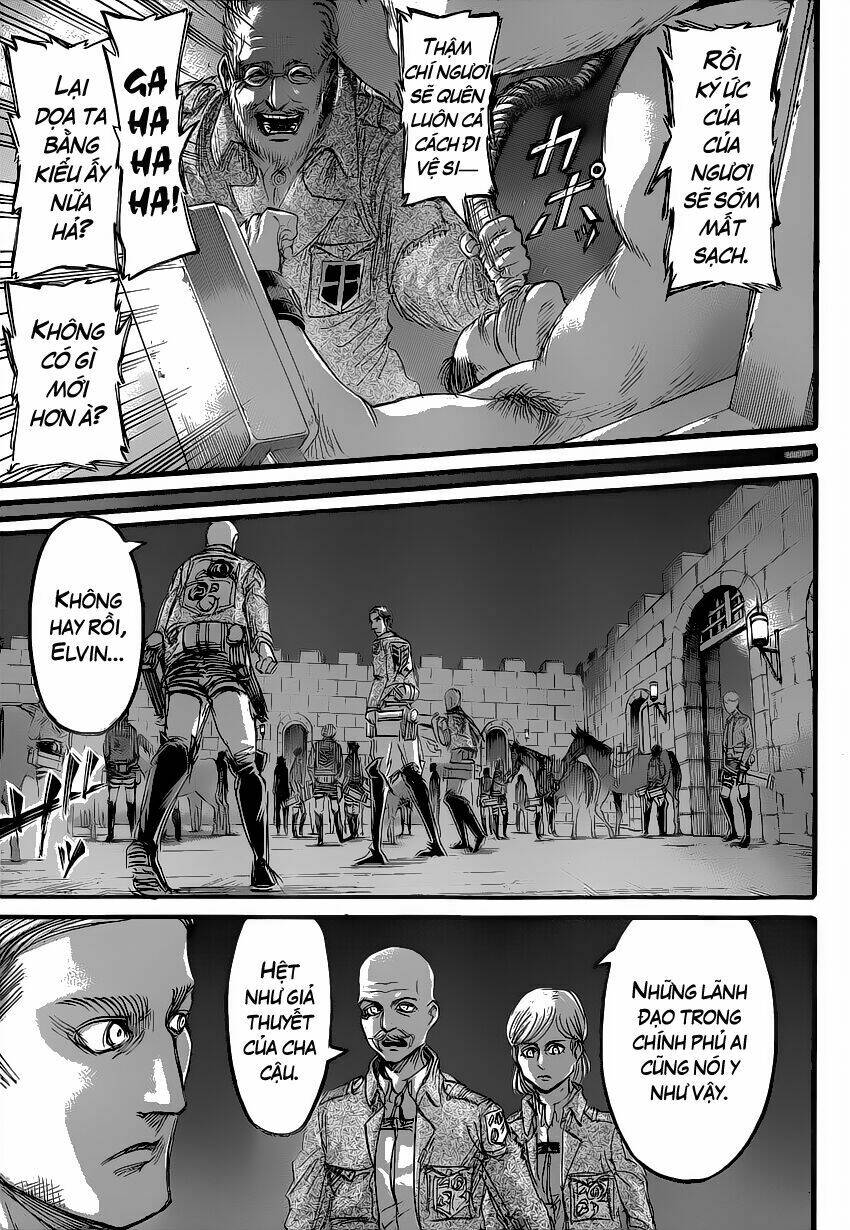 RỒI
KÝ ỨC
CỦA
CỦA
NGƯƠI
SẼ SỚM
MẤT
SẠCH.
THẬM
CHÍ NGƯƠI
SẼ QUÊN
LUÔN CẢ
CÁCH ĐI
VỆ SI—
カポ
GA
HA
HA
HA!
LẠI
DỌA TA
BẰNG
KIỂU ẤY
NỮA
HẢ?
KHÔNG
CÓ GÌ
MỚI
HƠN À?
KHÔNG
HAY RỒI,
ELVIN...
NHỮNG LÃNH
ĐẠO TRONG
CHÍNH PHỦ AI
CŨNG NÓI Y
NHƯ VẬY.
HỆT
NHƯ GIẢ
THUYẾT
CỦA CHA
CẬU.